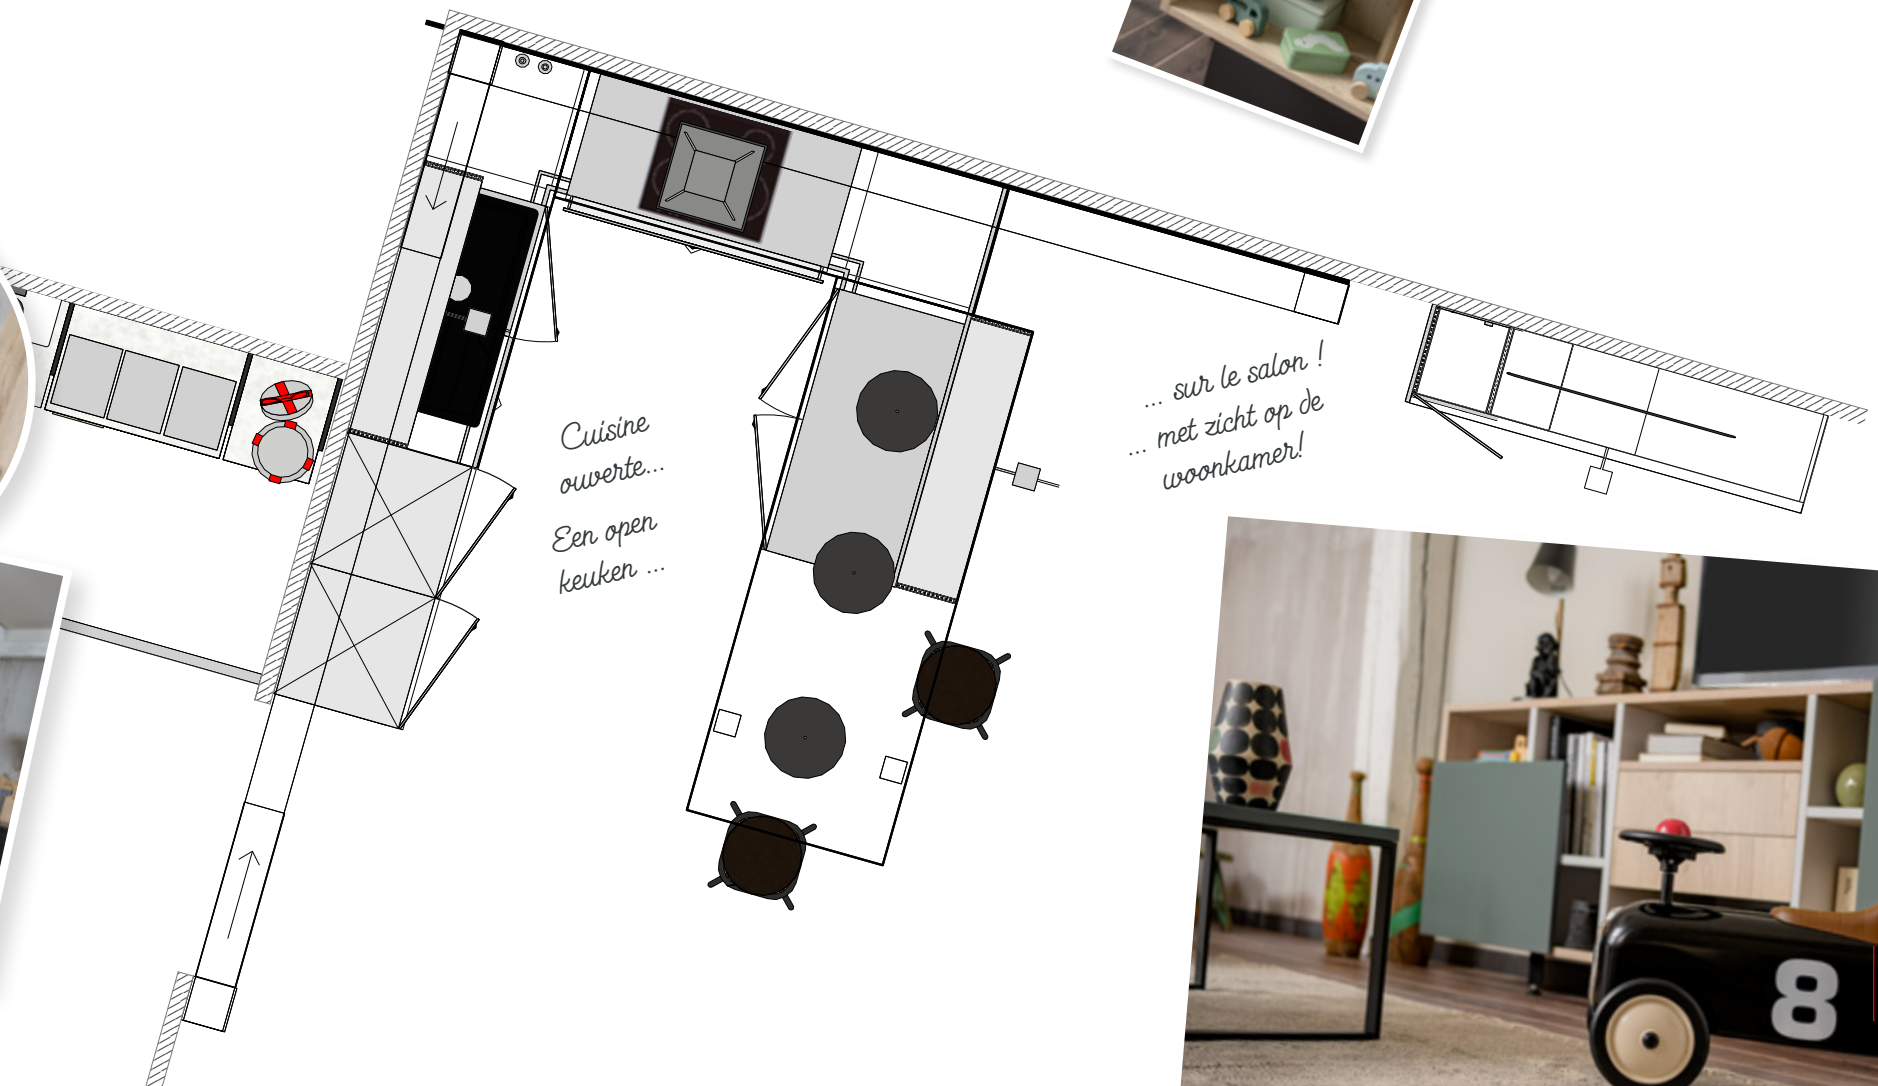 Cuisine
ouverte...
Een open
keuken ...
... sur le salon !
... met zicht op de
woonkamer!
8